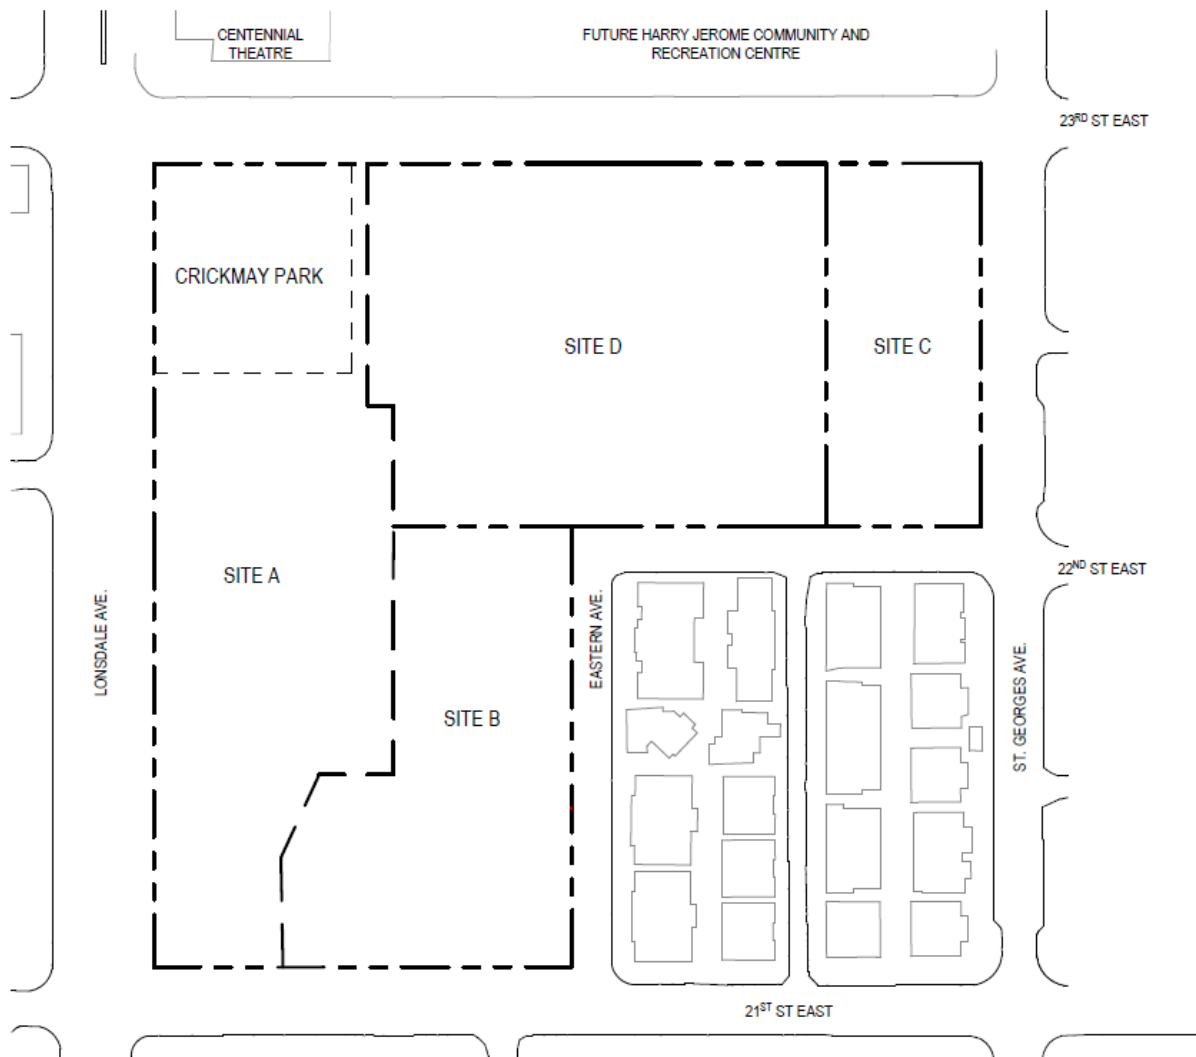 CENTENNIAL
THEATRE
FUTURE HARRY JEROME COMMUNITY AND
RECREATION CENTRE
23RD ST EAST
CRICKMAY PARK
SITE D
SITE C
SITE A
22ND ST EAST
LONSDALE AVE.
EASTERN AVE.
ST. GEORGES AVE.
SITE B
21ST ST EAST